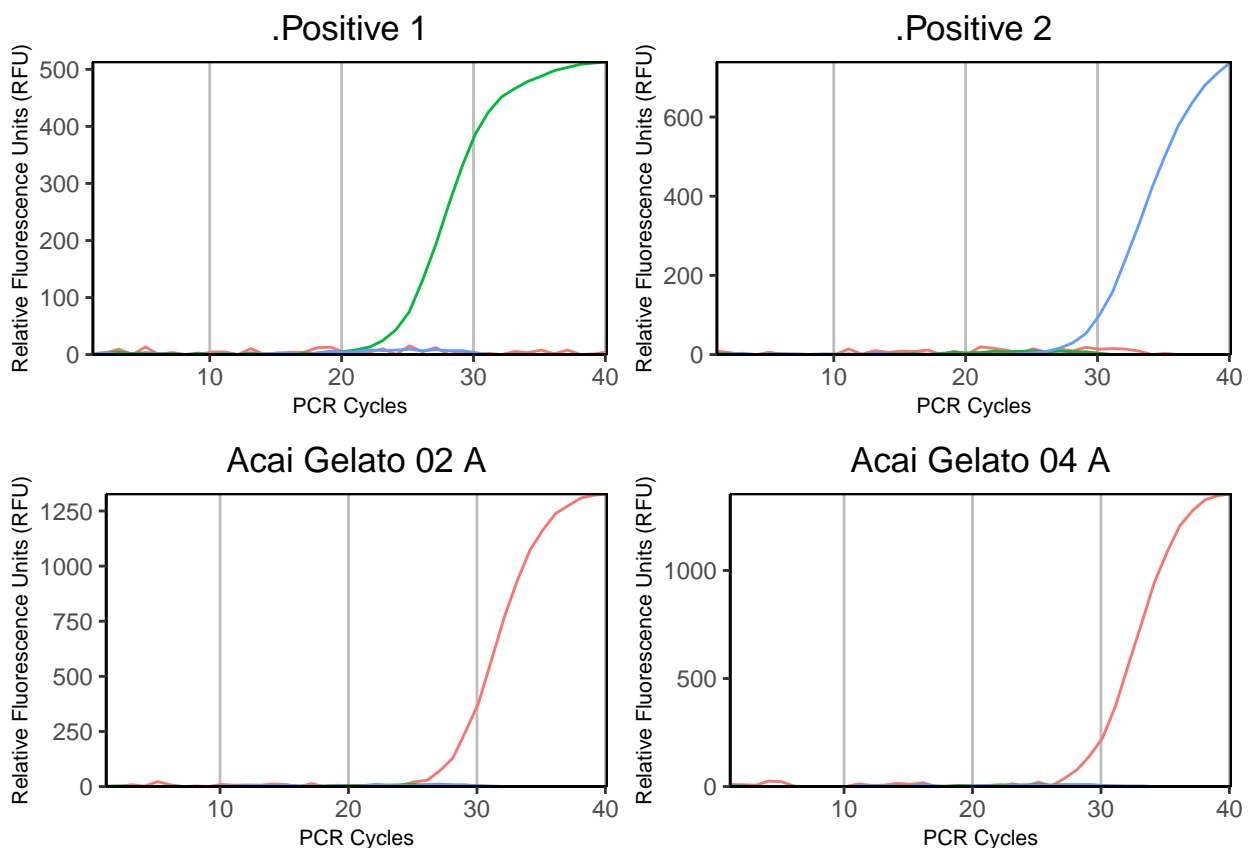 .Positive 1
Relative Fluorescence Units (RFU)
500
400
300
200
100
0
10
20
30
40
PCR Cycles
.Positive 2
Relative Fluorescence Units (RFU)
600
400
200
0
10
20
30
40
PCR Cycles
Acai Gelato 02 A
Relative Fluorescence Units (RFU)
1250
1000
750
500
250
0
10
20
30
40
PCR Cycles
Acai Gelato 04 A
Relative Fluorescence Units (RFU)
1000
500
0
10
20
30
40
PCR Cycles